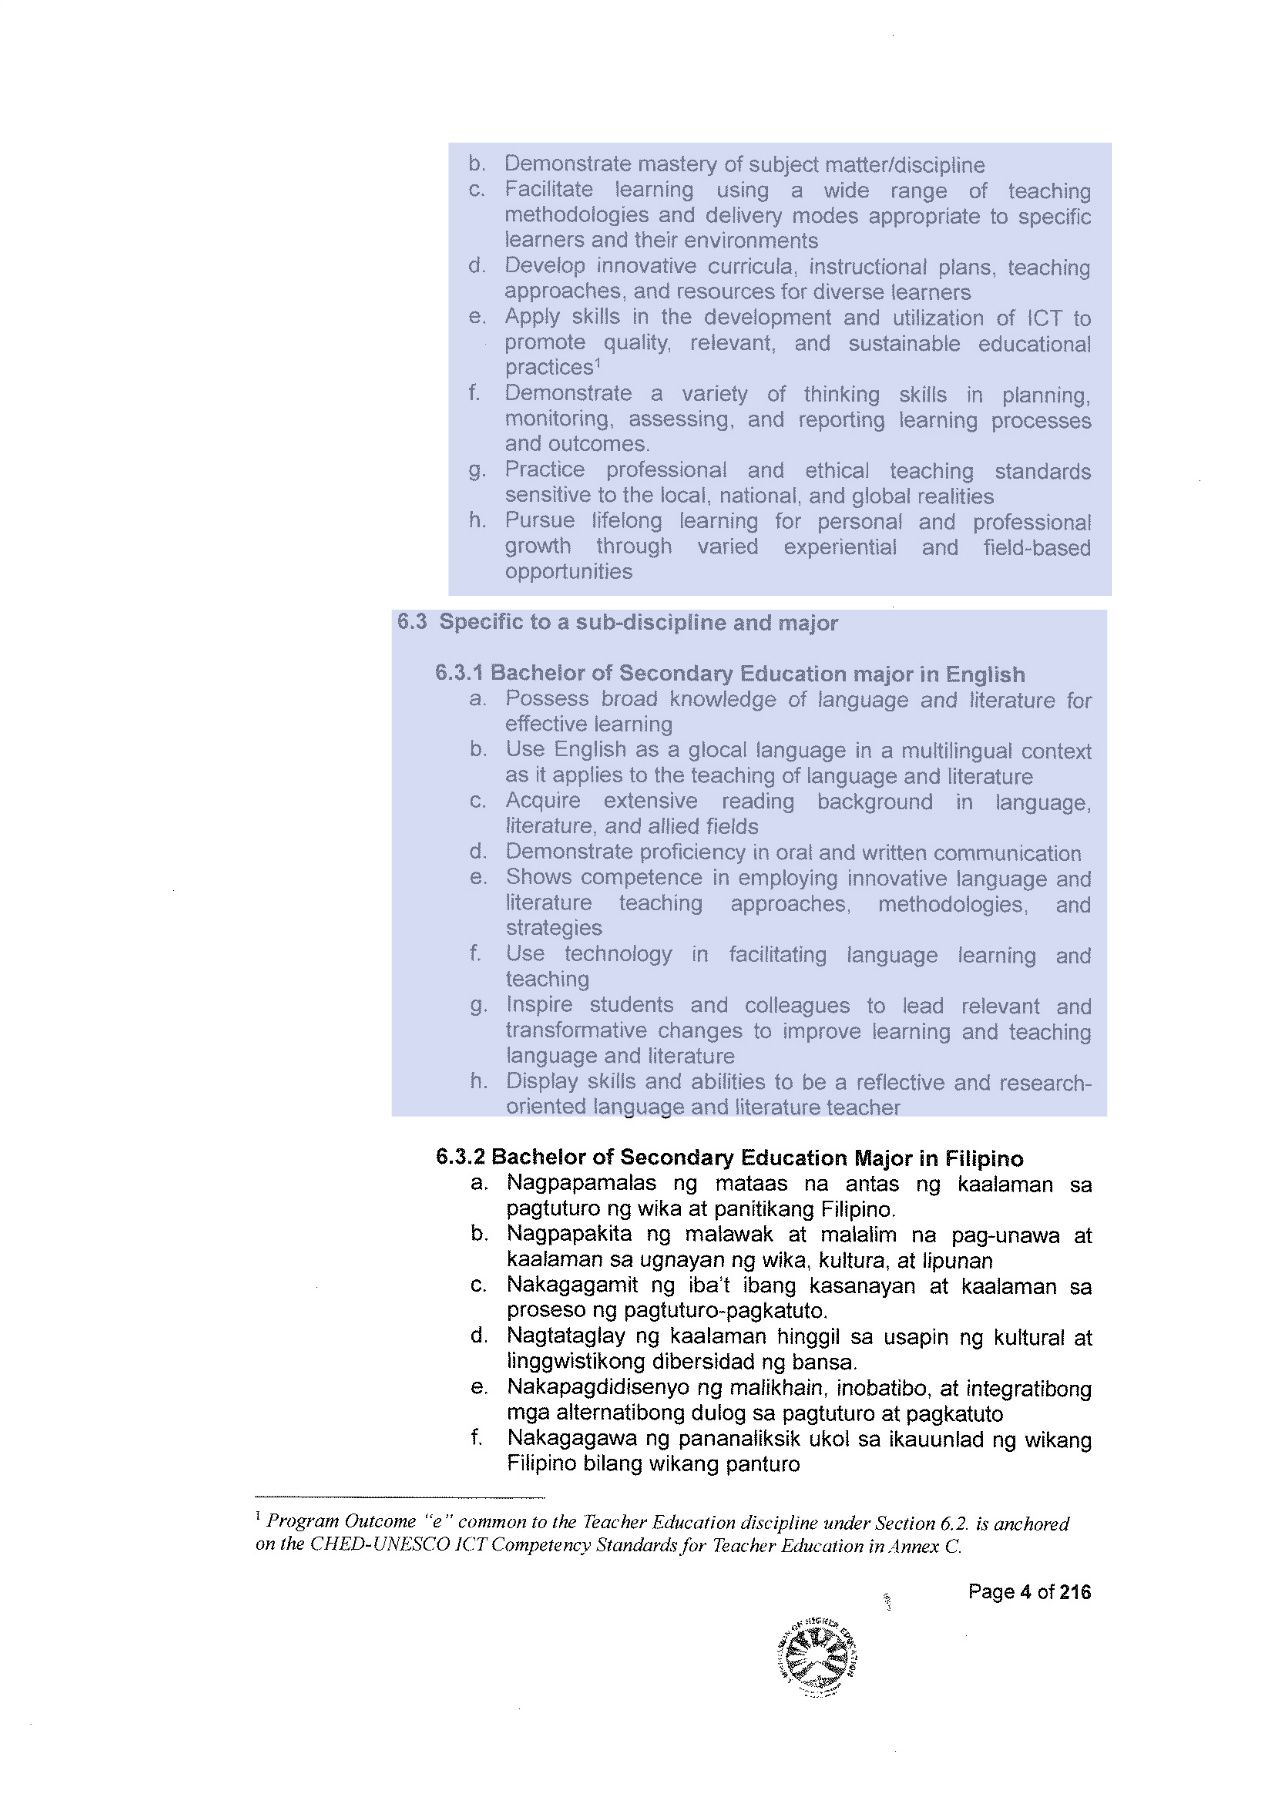 b. Demonstrate mastery of subject matter/discipline
c. Facilitate learning using a wide range of teaching
methodologies and delivery modes appropriate to specific
learners and their environments
d. Develop innovative curricula, instructional plans, teaching
approaches, and resources for diverse learners
e. Apply skills in the development and utilization of ICT to
promote quality, relevant, and sustainable educational
practices¹
f. Demonstrate a variety of thinking skills in planning,
monitoring, assessing, and reporting learning processes
and outcomes.
g. Practice professional and ethical teaching standards
sensitive to the local, national, and global realities
h. Pursue lifelong learning for personal and professional
growth through varied experiential and field-based
opportunities
6.3 Specific to a sub-discipline and major
6.3.1 Bachelor of Secondary Education major in English
a. Possess broad knowledge of language and literature for
effective learning
b. Use English as a glocal language in a multilingual context
as it applies to the teaching of language and literature
c. Acquire extensive reading background in language,
literature, and allied fields
d. Demonstrate proficiency in oral and written communication
e. Shows competence in employing innovative language and
literature teaching approaches, methodologies, and
strategies
f. Use technology in facilitating language learning and
teaching
g. Inspire students and colleagues to lead relevant and
transformative changes to improve learning and teaching
language and literature
h. Display skills and abilities to be a reflective and research-
oriented language and literature teacher
6.3.2 Bachelor of Secondary Education Major in Filipino
a. Nagpapamalas ng mataas na antas ng kaalaman sa
pagtuturo ng wika at panitikang Filipino.
b. Nagpapakita ng malawak at malalim na pag-unawa at
kaalaman sa ugnayan ng wika, kultura, at lipunan
c. Nakagagamit ng iba't ibang kasanayan at kaalaman sa
proseso ng pagtuturo-pagkatuto.
d. Nagtataglay ng kaalaman hinggil sa usapin ng kultural at
linggwistikong dibersidad ng bansa.
e. Nakapagdidisenyo ng malikhain, inobatibo, at integratibong
mga alternatibong dulog sa pagtuturo at pagkatuto
f. Nakagagawa ng pananaliksik ukol sa ikauunlad ng wikang
Filipino bilang wikang panturo
¹ Program Outcome "e" common to the Teacher Education discipline under Section 6.2. is anchored
on the CHED-UNESCO ICT Competency Standards for Teacher Education in Annex C.
Page 4 of 216